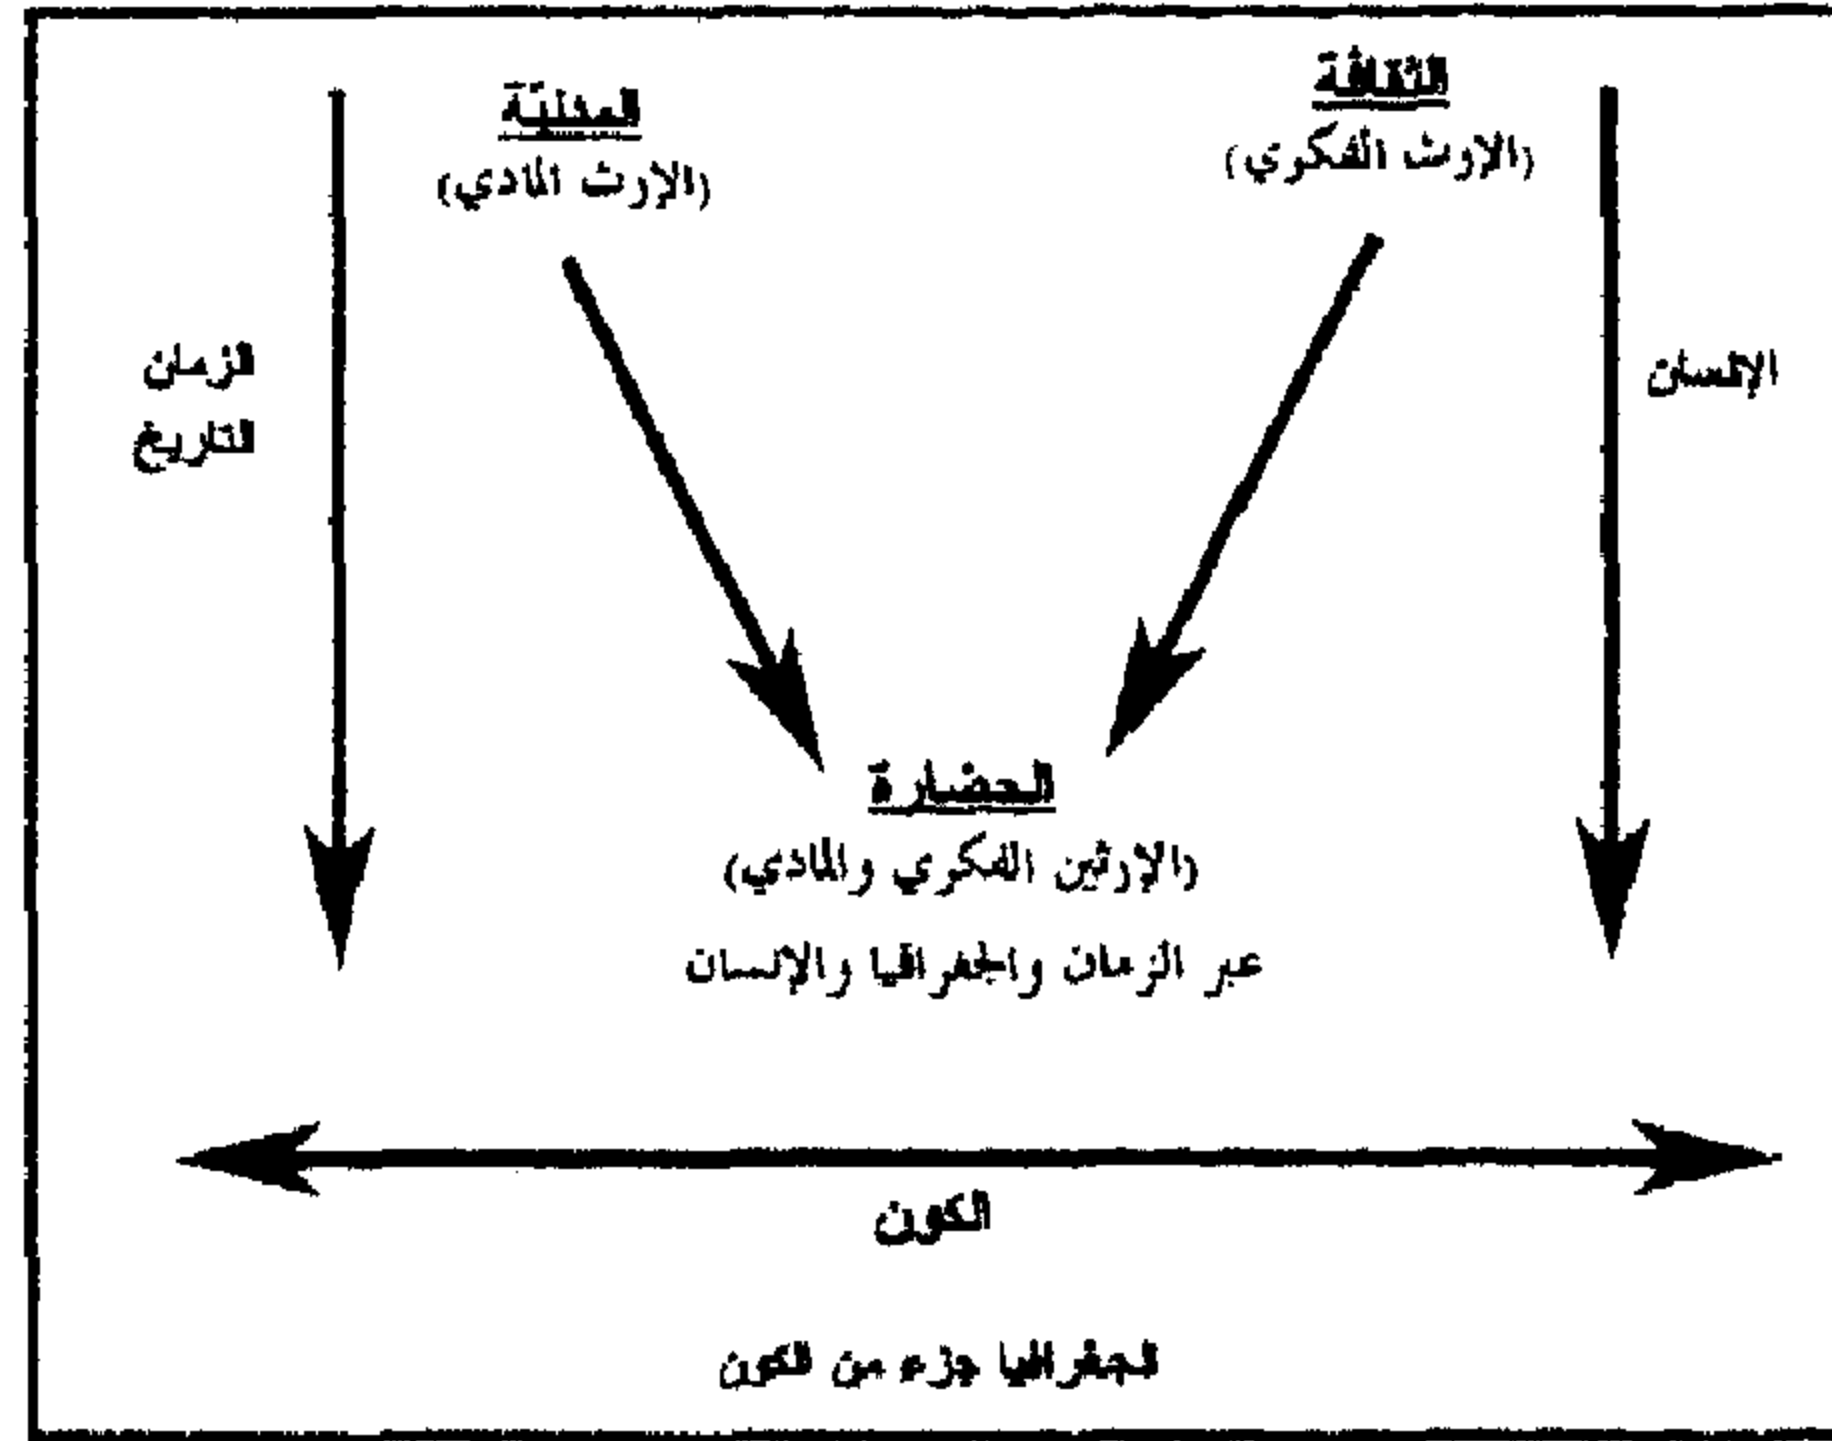 الثقافة
(الإرث الفكري)
المدنيّة
(الإرث المادي)
الإنسان
الزمان
التاريخ
الحضارة
(الإرثين الفكري والمادي)
عبر الزمان والجغرافيا والإنسان
الكون
الجغرافيا جزء من الكون